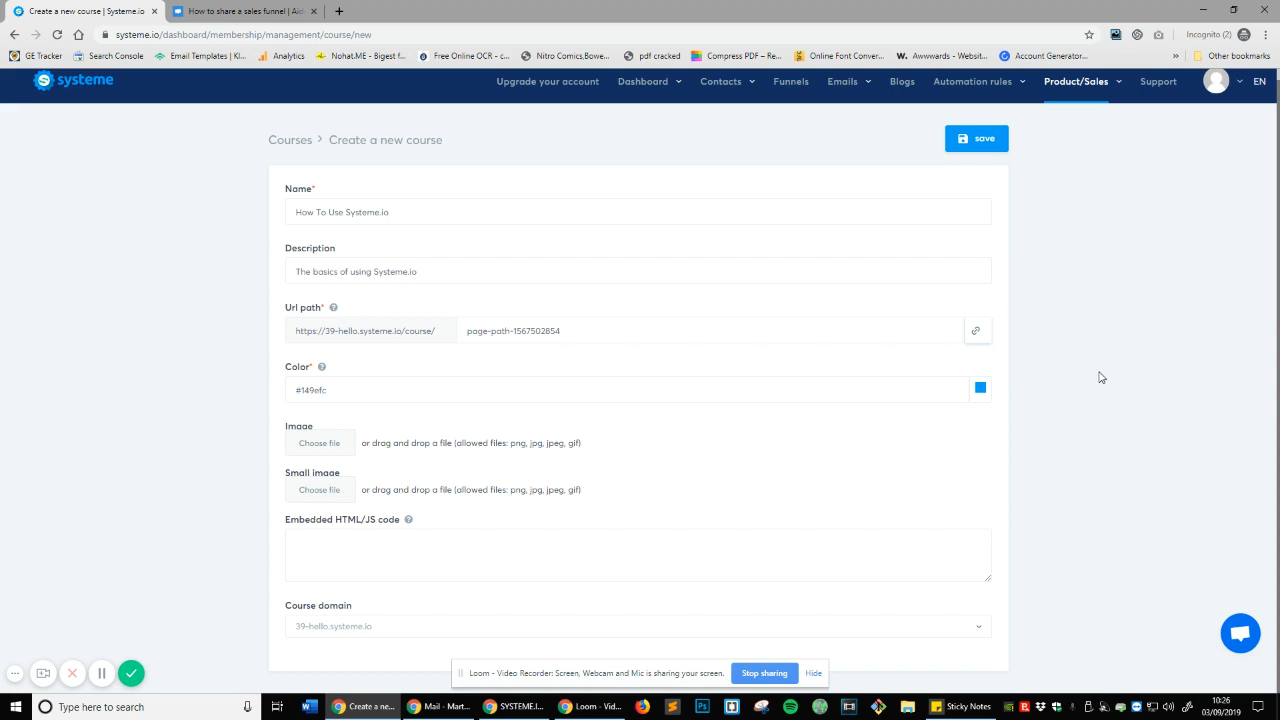 Create a new course | Systeme.io
How to share a sales funnel | Aid
systeme.io/dashboard/membership/management/course/new
Incognito (2)
GE Tracker
Search Console
Email Templates / K...
Analytics
NohaT.ME - Bigest f...
Free Online OCR - c...
Nitro Comics,Bowe...
pdf cracked
Compress PDF – R...
Online Font Convert...
Awwwards - Websit...
Account Generator...
systeme
Upgrade your account
Dashboard
Contacts
Funnels
Emails
Blogs
Automation rules
Product/Sales
Support
EN
Courses > Create a new course
save
Name*
How To Use Systeme.io
Description
The basics of using Systeme.io
Url path* ?
https://39-hello.systeme.io/course/
page-path-1567502854
Color* ?
#149efc
Image
Choose file or drag and drop a file (allowed files: png, jpg, jpeg, gif)
Small image
Choose file or drag and drop a file (allowed files: png, jpg, jpeg, gif)
Embedded HTML/JS code ?
Course domain
39-hello.systeme.io
Loom - Video Recorder: Screen, Webcam and Mic is sharing your screen.
Stop sharing
Hide
Type here to search
Create a ne...
Mail - Mart...
SYSTEME.I...
Loom - Vid...
Sticky Notes
10:26
03/09/2019